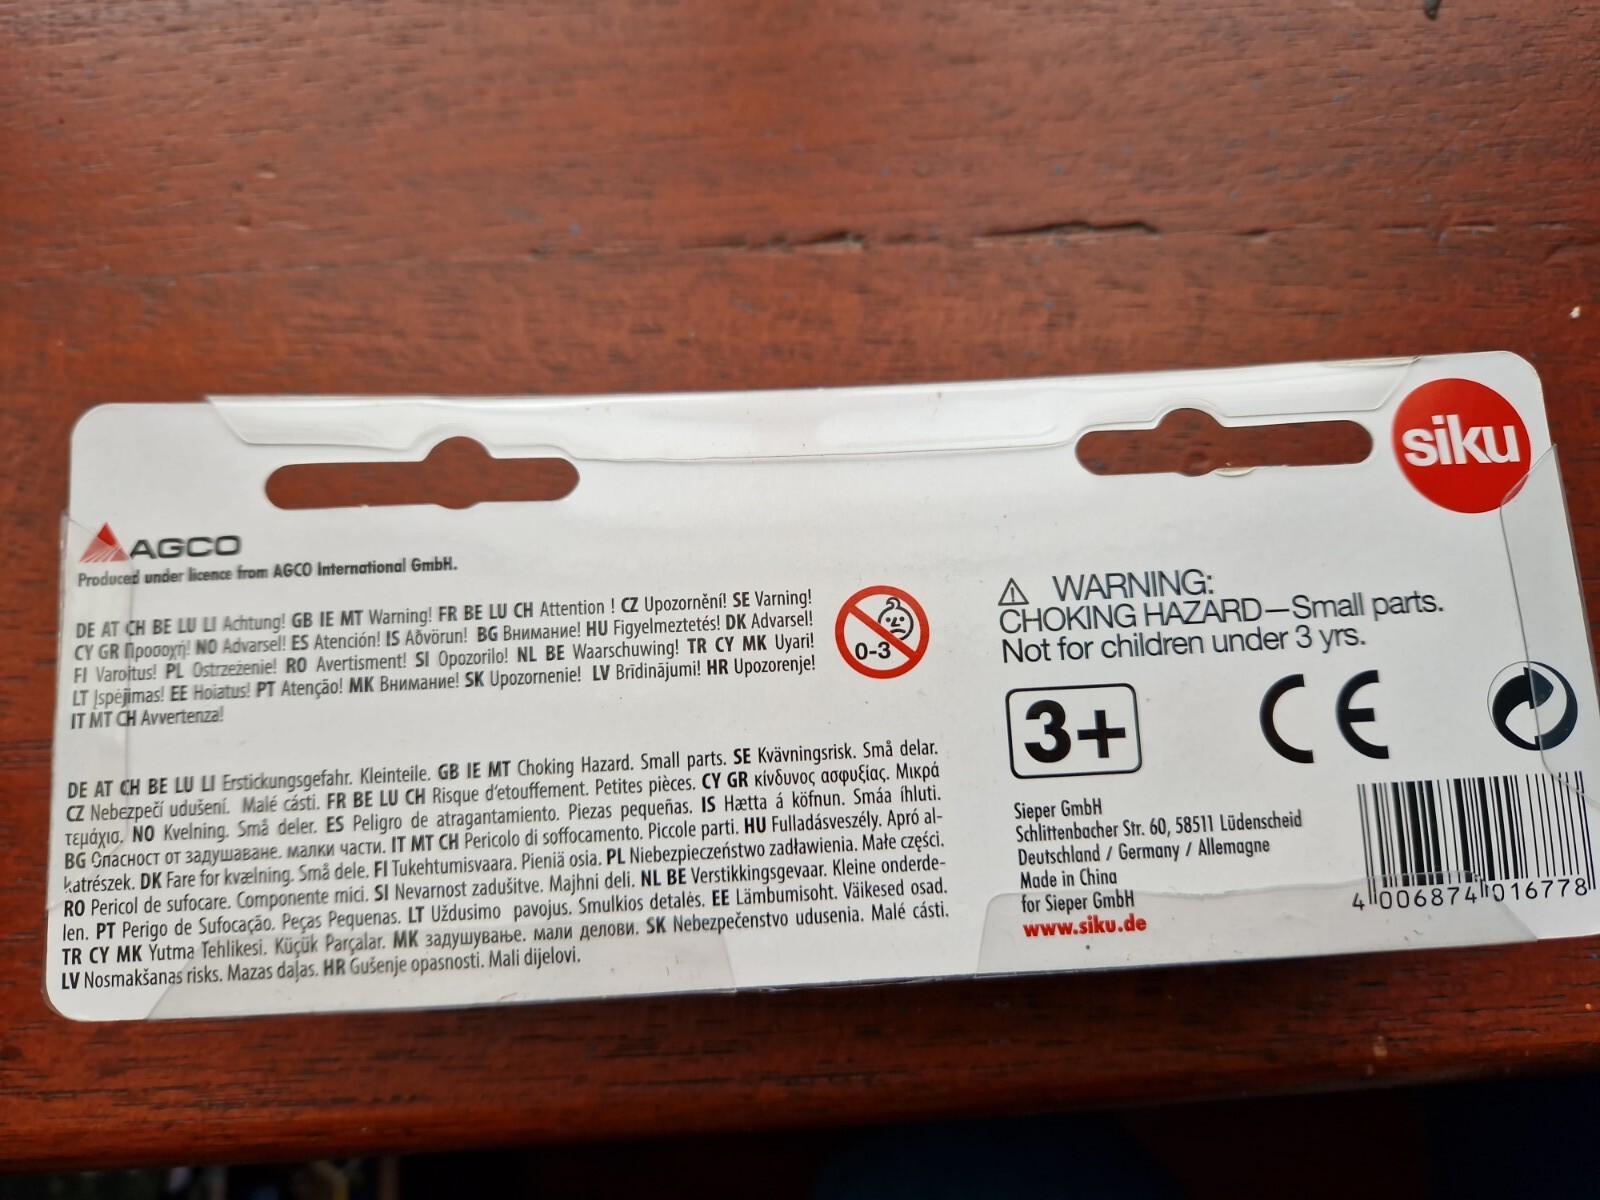 siku
AGCO
Produced under licence from AGCO International GmbH.
DE AT CH BE LU LI Achtung! GB IE MT Warning! FR BE LU CH Attention ! CZ Upozornění! SE Varning!
CY GR Προσοχή! NO Advarsel! ES Atención! IS Aðvörun! BG Внимание! HU Figyelmeztetés! DK Advarsel!
FI Varoitus! PL Ostrzeżenie! RO Avertisment! SI Opozorilo! NL BE Waarschuwing! TR CY MK Uyari!
LT Įspėjimas! EE Hoiatus! PT Atenção! MK Внимание! SK Upozornenie! LV Brīdinājumi! HR Upozorenje!
IT MT CH Avvertenza!
0-3
DE AT CH BE LU LI Erstickungsgefahr. Kleinteile. GB IE MT Choking Hazard. Small parts. SE Kvävningsrisk. Små delar.
CZ Nebezpečí udušení. Malé cásti. FR BE LU CH Risque d'etouffement. Petites pièces. CY GR κίνδυνος ασφυξίας. Μικρά
τεμάχια. NO Kvelning. Små deler. ES Peligro de atragantamiento. Piezas pequeñas. IS Hætta á köfnun. Smáa íhluti.
BG Опасност от задушаване. малки части. IT MT CH Pericolo di soffocamento. Piccole parti. HU Fulladásveszély. Apró al-
katrészek. DK Fare for kvælning. Små dele. FI Tukehtumisvaara. Pieniä osia. PL Niebezpieczeństwo zadławienia. Małe części.
RO Pericol de sufocare. Componente mici. SI Nevarnost zadušitve. Majhni deli. NL BE Verstikkingsgevaar. Kleine onderde-
len. PT Perigo de Sufocação. Peças Pequenas. LT Uždusimo pavojus. Smulkios detalės. EE Lämbumisoht. Väikesed osad.
TR CY MK Yutma Tehlikesi. Küçük Parçalar. MK задушување. мали делови. SK Nebezpečenstvo udusenia. Malé cásti.
LV Nosmakšanas risks. Mazas daļas. HR Gušenje opasnosti. Mali dijelovi.
WARNING:
CHOKING HAZARD—Small parts.
Not for children under 3 yrs.
3+
CE
Sieper GmbH
Schlittenbacher Str. 60, 58511 Lüdenscheid
Deutschland / Germany / Allemagne
Made in China
for Sieper GmbH
www.siku.de
4 006874 016778